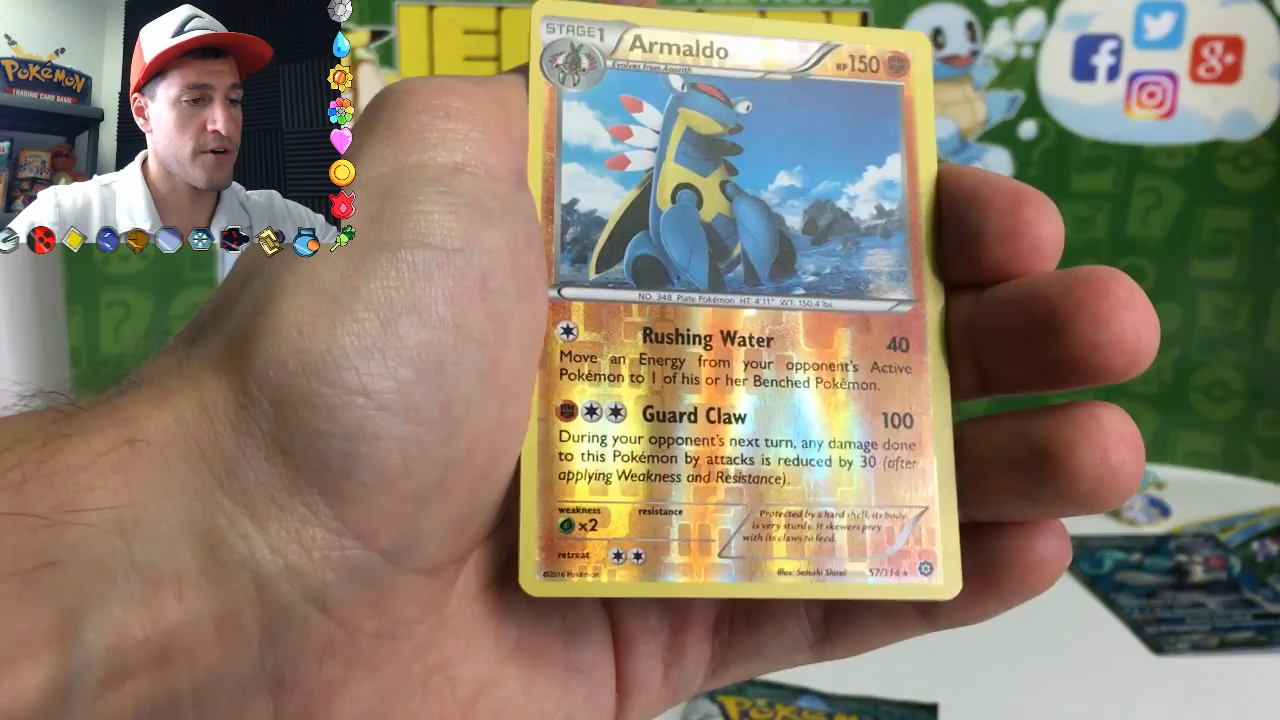 POKéMON
TRADING CARD GAME
STAGE1
Armaldo
Evolves from Anorith
HP150
NO. 348 Plate Pokémon HT: 4'11" WT: 150.4 lbs.
Rushing Water 40
Move an Energy from your opponent's Active
Pokémon to 1 of his or her Benched Pokémon.
Guard Claw 100
During your opponent's next turn, any damage done
to this Pokémon by attacks is reduced by 30 (after
applying Weakness and Resistance).
weakness resistance
×2
Protected by a hard shell, its body
is very sturdy. It skewers prey
with its claws to feed.
retreat
©2016 Pokémon
Illus. Satoshi Shirai 57/114 ★
f
g+
POKéMON